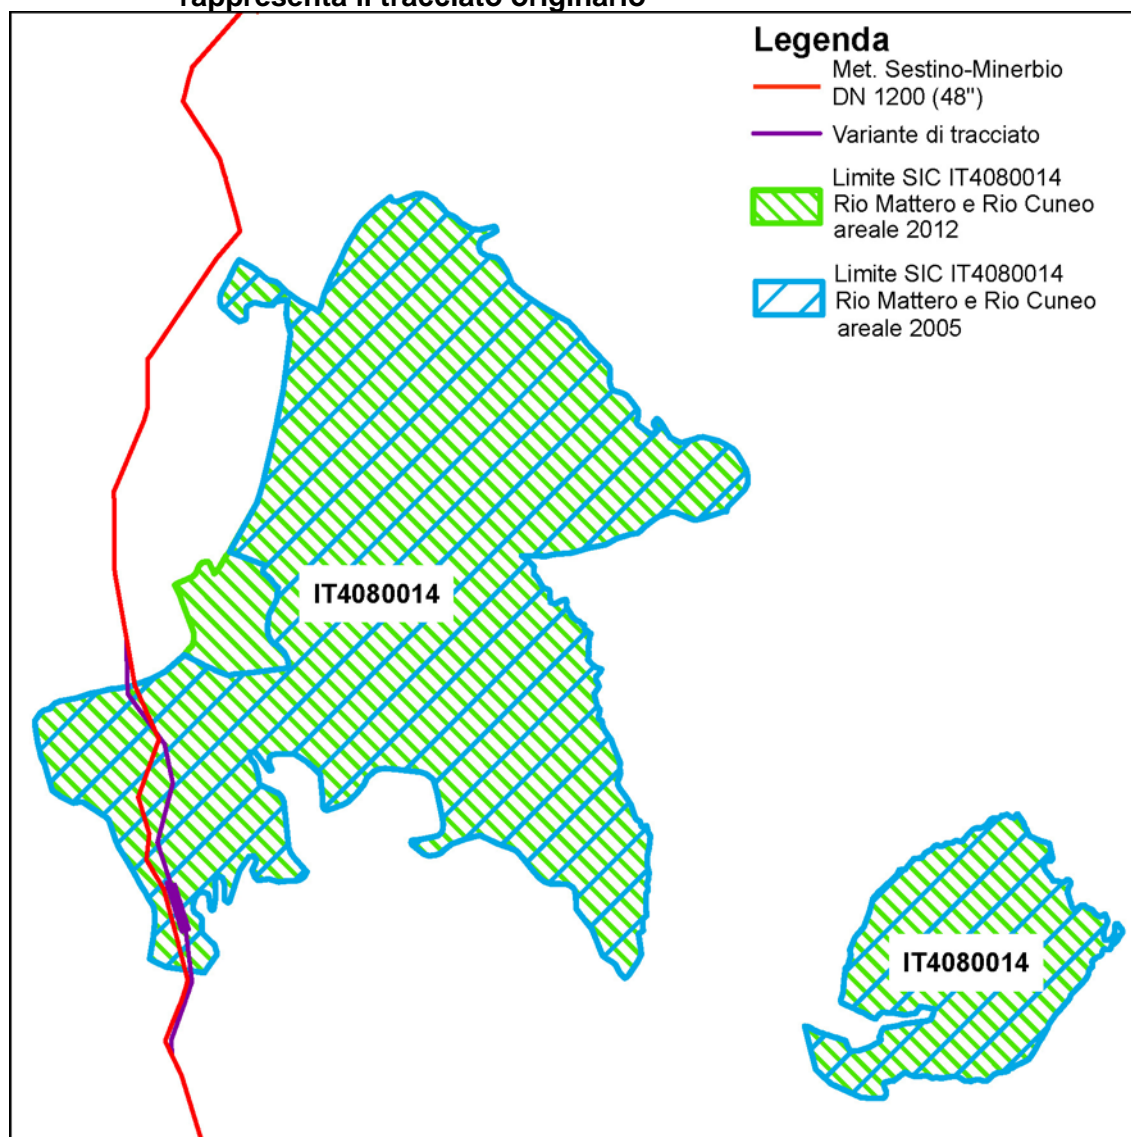 rappresenta il tracciato originario
Legenda
Met. Sestino-Minerbio
DN 1200 (48")
Variante di tracciato
Limite SIC IT4080014
Rio Mattero e Rio Cuneo
areale 2012
Limite SIC IT4080014
Rio Mattero e Rio Cuneo
areale 2005
IT4080014
IT4080014